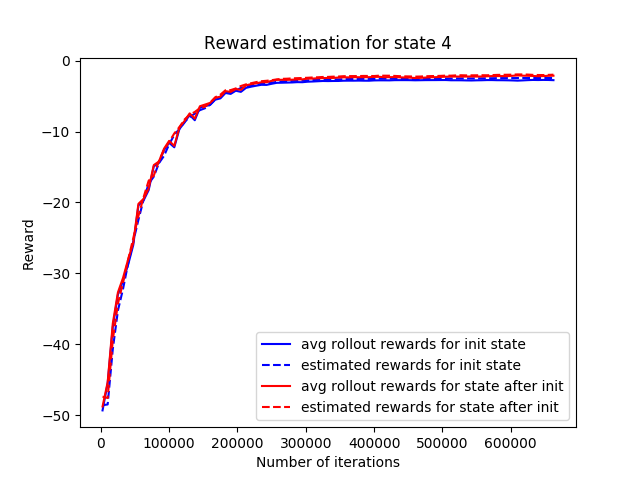 Reward estimation for state 4
Reward
0
−10
−20
−30
−40
−50
avg rollout rewards for init state
estimated rewards for init state
avg rollout rewards for state after init
estimated rewards for state after init
0 100000 200000 300000 400000 500000 600000
Number of iterations